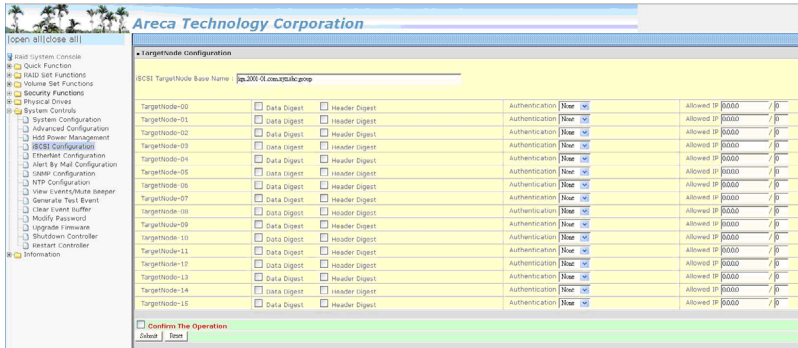 Areca Technology Corporation
|open all|close all|
Raid System Console
Quick Function
RAID Set Functions
Volume Set Functions
Security Functions
Physical Drives
System Controls
System Configuration
Advanced Configuration
Hdd Power Management
iSCSI Configuration
EtherNet Configuration
Alert By Mail Configuration
SNMP Configuration
NTP Configuration
View Events/Mute Beeper
Generate Test Event
Clear Event Buffer
Modify Password
Upgrade Firmware
Shutdown Controller
Restart Controller
Information
TargetNode Configuration
iSCSI TargetNode Base Name :
TargetNode-00 Data Digest Header Digest Authentication None Allowed IP 0.0.0.0 / 0
TargetNode-01 Data Digest Header Digest Authentication None Allowed IP 0.0.0.0 / 0
TargetNode-02 Data Digest Header Digest Authentication None Allowed IP 0.0.0.0 / 0
TargetNode-03 Data Digest Header Digest Authentication None Allowed IP 0.0.0.0 / 0
TargetNode-04 Data Digest Header Digest Authentication None Allowed IP 0.0.0.0 / 0
TargetNode-05 Data Digest Header Digest Authentication None Allowed IP 0.0.0.0 / 0
TargetNode-06 Data Digest Header Digest Authentication None Allowed IP 0.0.0.0 / 0
TargetNode-07 Data Digest Header Digest Authentication None Allowed IP 0.0.0.0 / 0
TargetNode-08 Data Digest Header Digest Authentication None Allowed IP 0.0.0.0 / 0
TargetNode-09 Data Digest Header Digest Authentication None Allowed IP 0.0.0.0 / 0
TargetNode-10 Data Digest Header Digest Authentication None Allowed IP 0.0.0.0 / 0
TargetNode-11 Data Digest Header Digest Authentication None Allowed IP 0.0.0.0 / 0
TargetNode-12 Data Digest Header Digest Authentication None Allowed IP 0.0.0.0 / 0
TargetNode-13 Data Digest Header Digest Authentication None Allowed IP 0.0.0.0 / 0
TargetNode-14 Data Digest Header Digest Authentication None Allowed IP 0.0.0.0 / 0
TargetNode-15 Data Digest Header Digest Authentication None Allowed IP 0.0.0.0 / 0
Confirm The Operation
Submit Reset